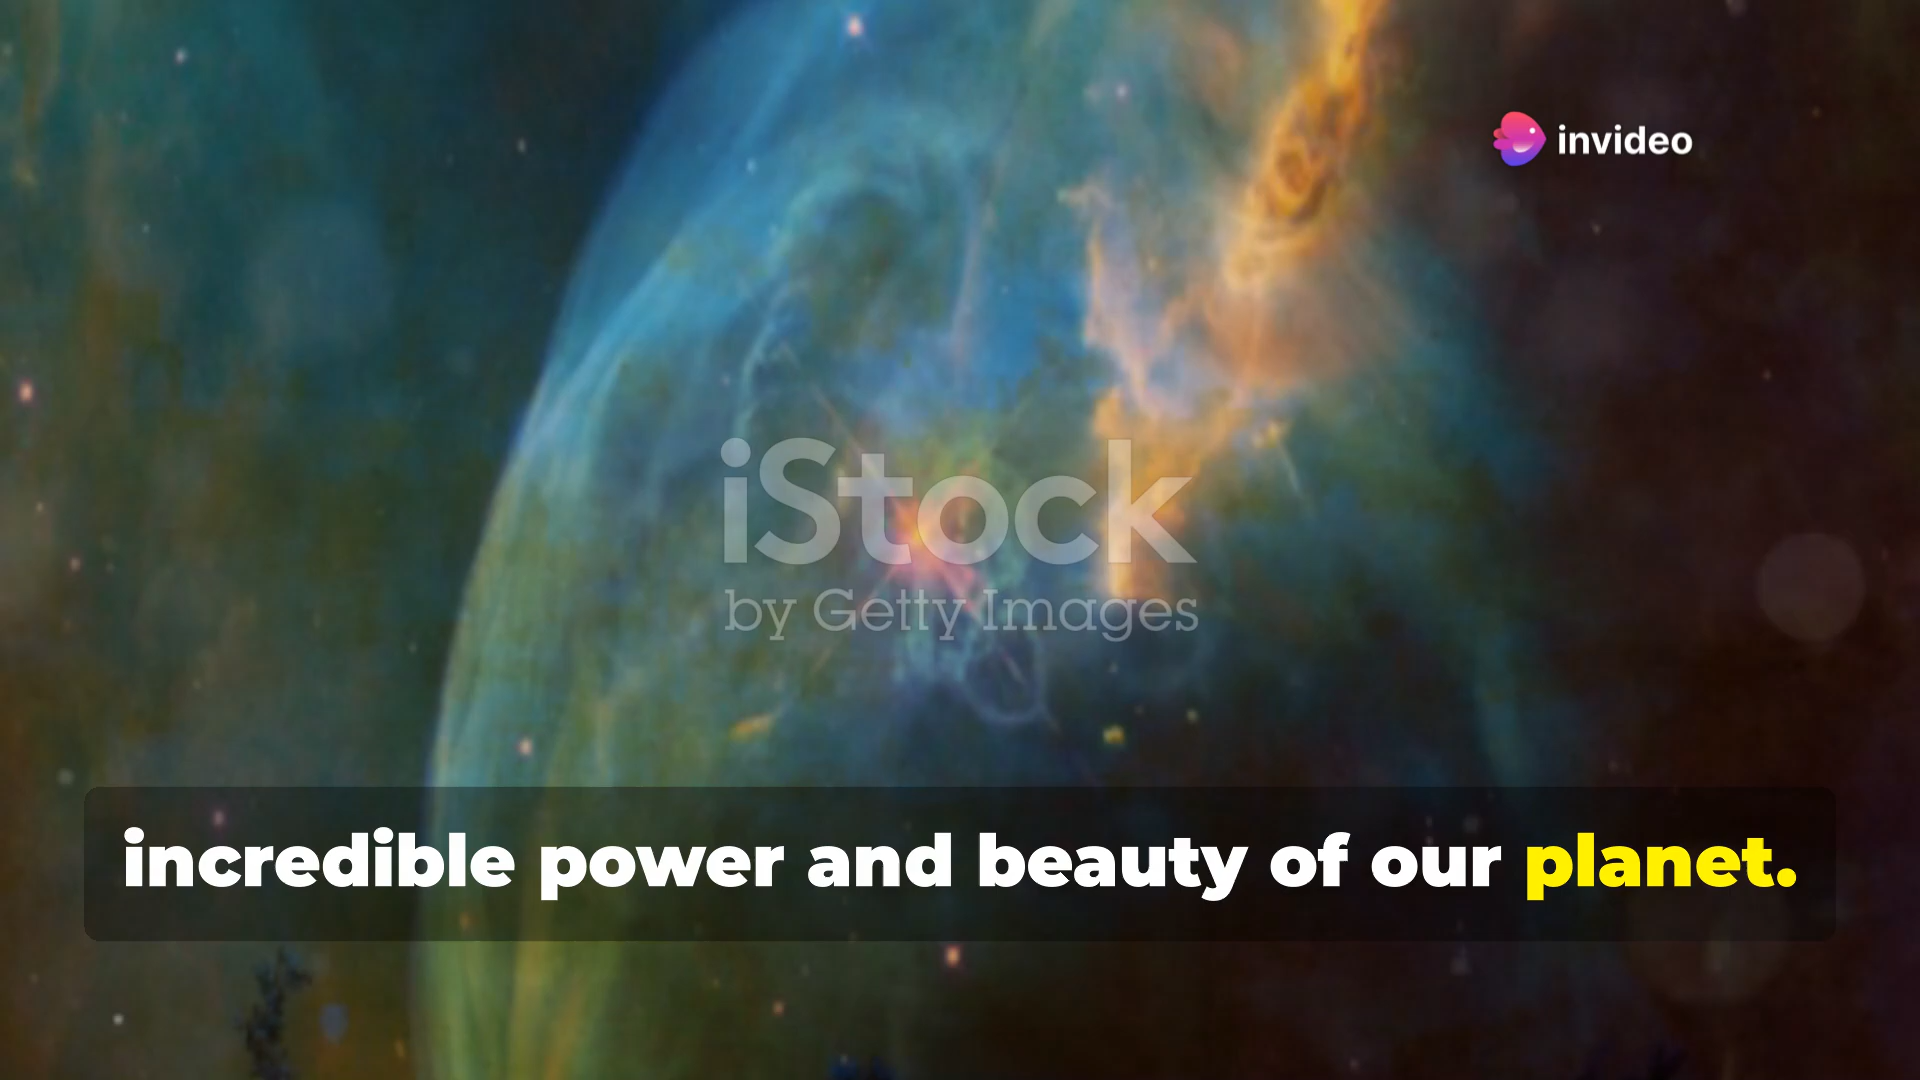 invideo
iStock
by Getty Images
incredible power and beauty of our planet.